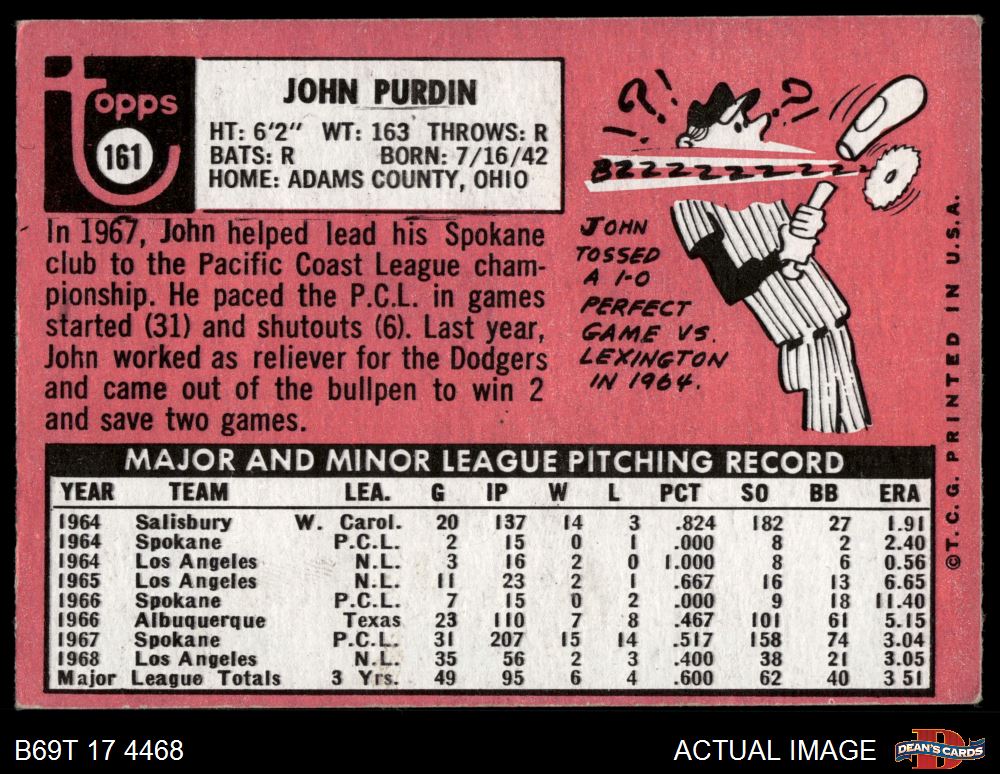 Topps
161
JOHN PURDIN
HT: 6'2" WT: 163 THROWS: R
BATS: R BORN: 7/16/42
HOME: ADAMS COUNTY, OHIO
In 1967, John helped lead his Spokane
club to the Pacific Coast League cham-
pionship. He paced the P.C.L. in games
started (31) and shutouts (6). Last year,
John worked as reliever for the Dodgers
and came out of the bullpen to win 2
and save two games.
?! !?
BZZZZZZZZZZZ
JOHN
TOSSED
A 1-0
PERFECT
GAME VS.
LEXINGTON
IN 1964.
©T.C.G. PRINTED IN U.S.A.
MAJOR AND MINOR LEAGUE PITCHING RECORD
YEAR TEAM LEA. G IP W L PCT SO BB ERA
1964 Salisbury W. Carol. 20 137 14 3 .824 182 27 1.91
1964 Spokane P.C.L. 2 15 0 1 .000 8 2 2.40
1964 Los Angeles N.L. 3 16 2 0 1.000 8 6 0.56
1965 Los Angeles N.L. 11 23 2 1 .667 16 13 6.65
1966 Spokane P.C.L. 7 15 0 2 .000 9 18 11.40
1966 Albuquerque Texas 23 110 7 8 .467 101 61 5.15
1967 Spokane P.C.L. 31 207 15 14 .517 158 74 3.04
1968 Los Angeles N.L. 35 56 2 3 .400 38 21 3.05
Major League Totals 3 Yrs. 49 95 6 4 .600 62 40 3 51
B69T 17 4468 ACTUAL IMAGE DEAN'S CARDS